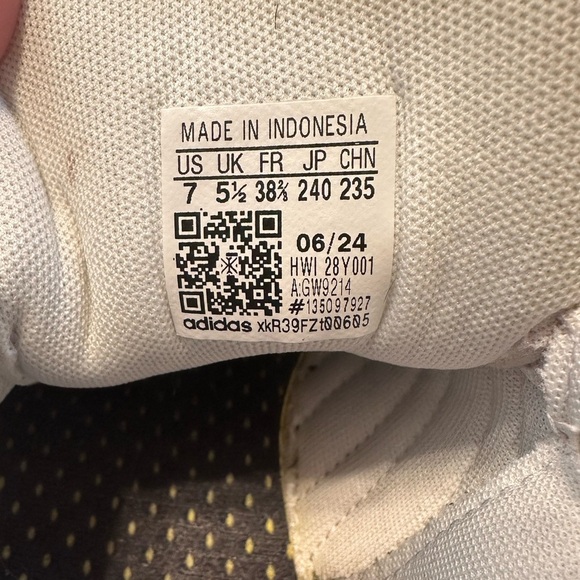 MADE IN INDONESIA
US UK FR JP CHN
7 5½ 38⅔ 240 235
06/24
HWI 28Y001
A:GW9214
#135097927
adidas xkR39FZt00605